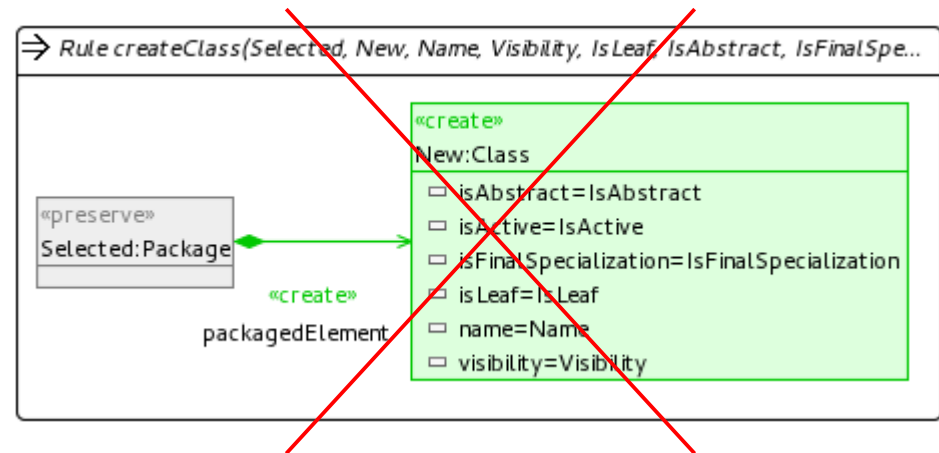 Rule createClass(Selected, New, Name, Visibility, IsLeaf, IsAbstract, IsFinalSpe...
«create»
New:Class
isAbstract=IsAbstract
«preserve»
isActive=IsActive
Selected:Package
isFinalSpecialization=IsFinalSpecialization
«create»
isLeaf=IsLeaf
packagedElement
name=Name
visibility=Visibility